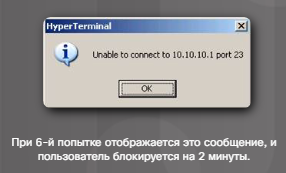 HyperTerminal
Unable to connect to 10.10.10.1 port 23
OK
При 6-й попытке отображается это сообщение, и
пользователь блокируется на 2 минуты.